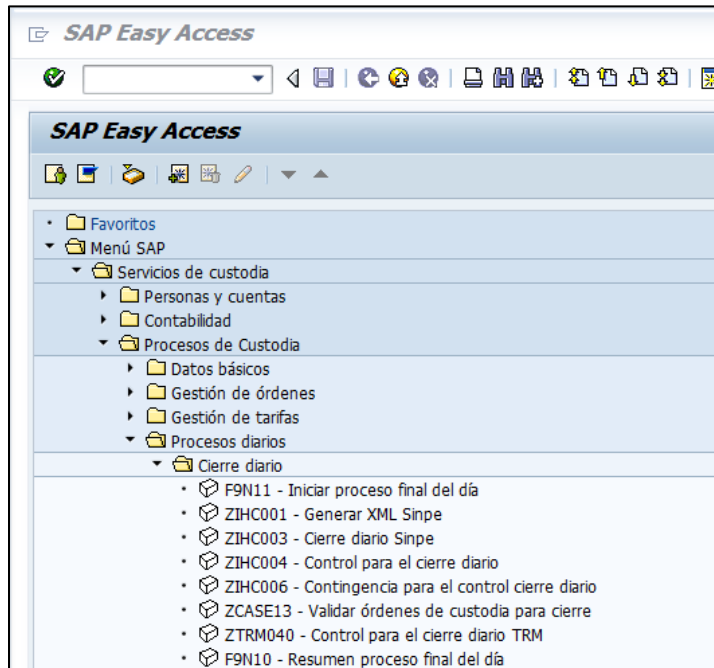 SAP Easy Access
SAP Easy Access
Favoritos
Menú SAP
Servicios de custodia
Personas y cuentas
Contabilidad
Procesos de Custodia
Datos básicos
Gestión de órdenes
Gestión de tarifas
Procesos diarios
Cierre diario
F9N11 - Iniciar proceso final del día
ZIHC001 - Generar XML Sinpe
ZIHC003 - Cierre diario Sinpe
ZIHC004 - Control para el cierre diario
ZIHC006 - Contingencia para el control cierre diario
ZCASE13 - Validar órdenes de custodia para cierre
ZTRM040 - Control para el cierre diario TRM
F9N10 - Resumen proceso final del día